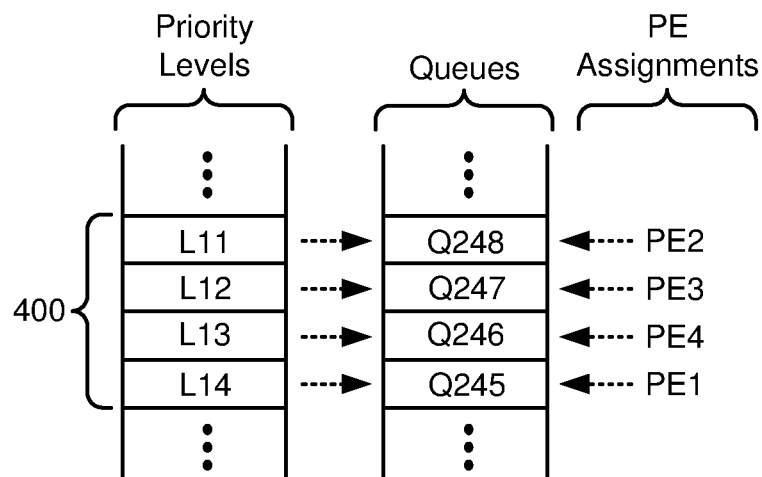 Priority
Levels
Queues
PE
Assignments
400
L11
Q248
PE2
L12
Q247
PE3
L13
Q246
PE4
L14
Q245
PE1